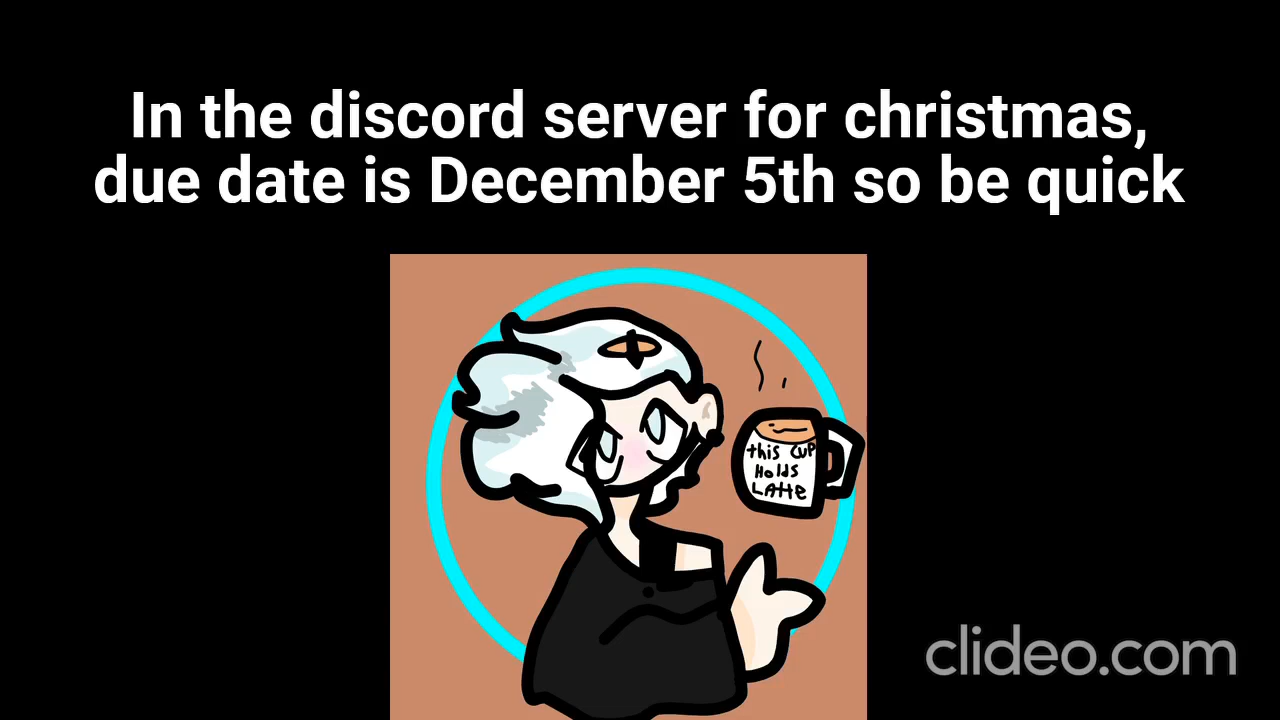 In the discord server for christmas,
due date is December 5th so be quick
this cup
Holds
LAtte
clideo.com